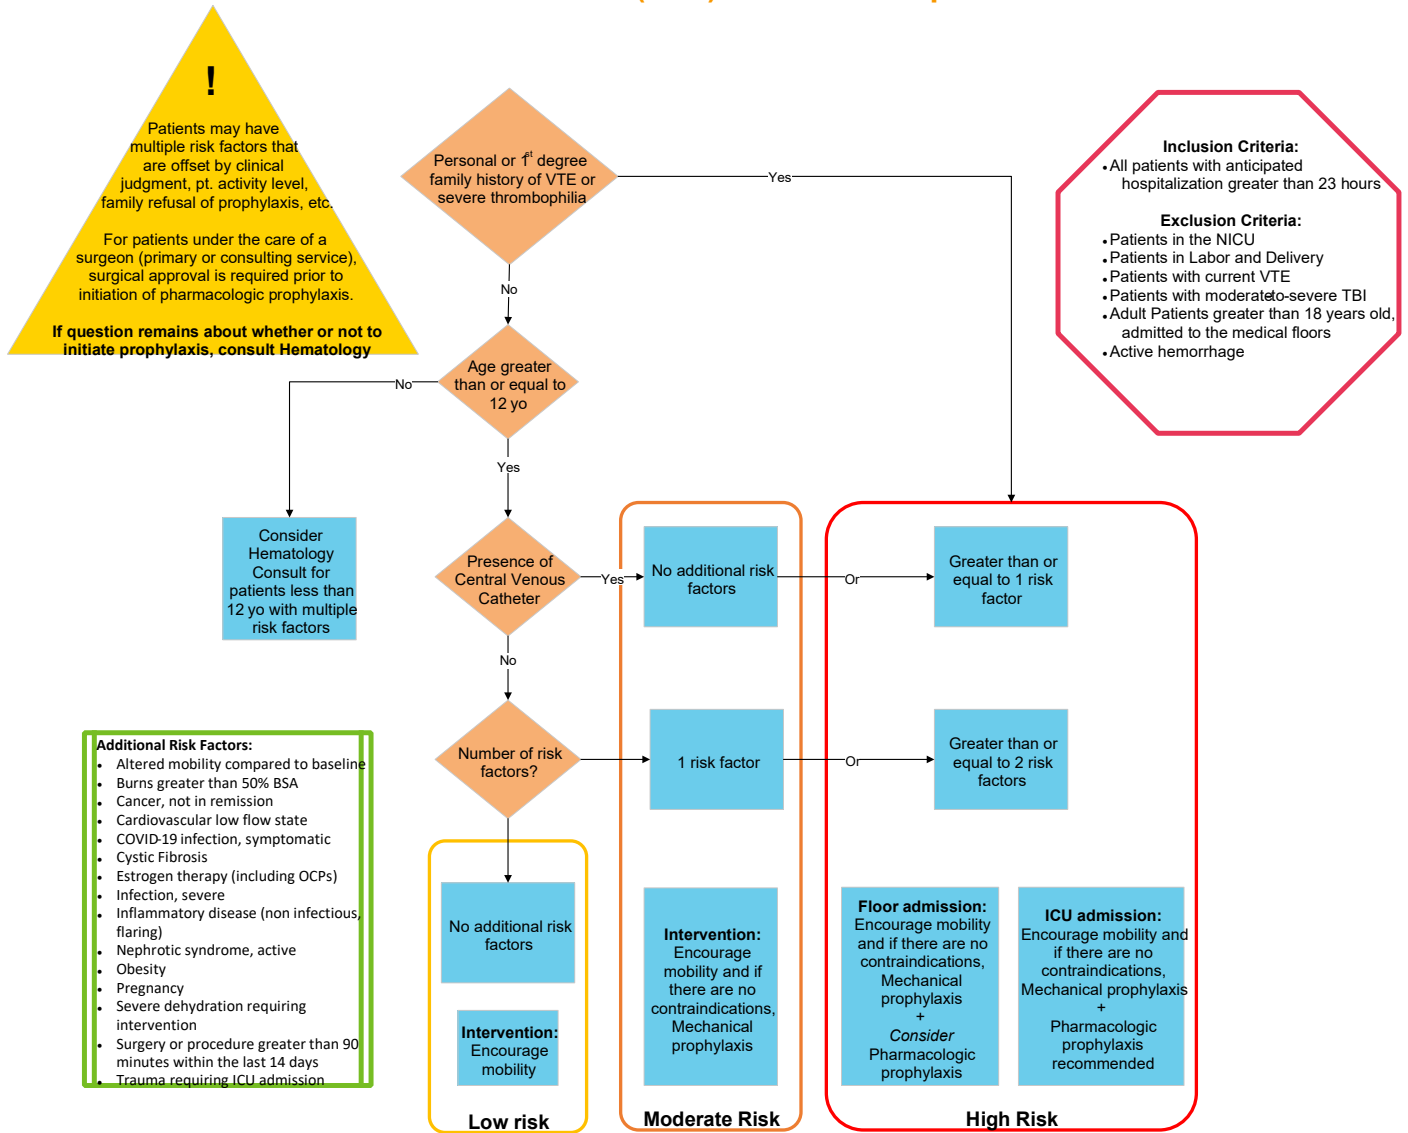 !
Patients may have
multiple risk factors that
are offset by clinical
judgment, pt. activity level,
family refusal of prophylaxis, etc.
For patients under the care of a
surgeon (primary or consulting service),
surgical approval is required prior to
initiation of pharmacologic prophylaxis.
If question remains about whether or not to
initiate prophylaxis, consult Hematology
Personal or 1st degree
family history of VTE or
severe thrombophilia
Yes
No
Inclusion Criteria:
• All patients with anticipated
hospitalization greater than 23 hours
Exclusion Criteria:
• Patients in the NICU
• Patients in Labor and Delivery
• Patients with current VTE
• Patients with moderate-to-severe TBI
• Adult Patients greater than 18 years old,
admitted to the medical floors
• Active hemorrhage
Age greater
than or equal to
12 yo
No
Yes
Consider
Hematology
Consult for
patients less than
12 yo with multiple
risk factors
Presence of
Central Venous
Catheter
Yes
No additional risk
factors
Or
Greater than or
equal to 1 risk
factor
No
Number of risk
factors?
1 risk factor
Or
Greater than or
equal to 2 risk
factors
Additional Risk Factors:
• Altered mobility compared to baseline
• Burns greater than 50% BSA
• Cancer, not in remission
• Cardiovascular low flow state
• COVID-19 infection, symptomatic
• Cystic Fibrosis
• Estrogen therapy (including OCPs)
• Infection, severe
• Inflammatory disease (non infectious,
flaring)
• Nephrotic syndrome, active
• Obesity
• Pregnancy
• Severe dehydration requiring
intervention
• Surgery or procedure greater than 90
minutes within the last 14 days
• Trauma requiring ICU admission
No additional risk
factors
Intervention:
Encourage
mobility
Low risk
Intervention:
Encourage
mobility and if
there are no
contraindications,
Mechanical
prophylaxis
Moderate Risk
Floor admission:
Encourage mobility
and if there are no
contraindications,
Mechanical
prophylaxis
+
Consider
Pharmacologic
prophylaxis
ICU admission:
Encourage mobility and
if there are no
contraindications,
Mechanical prophylaxis
+
Pharmacologic
prophylaxis
recommended
High Risk